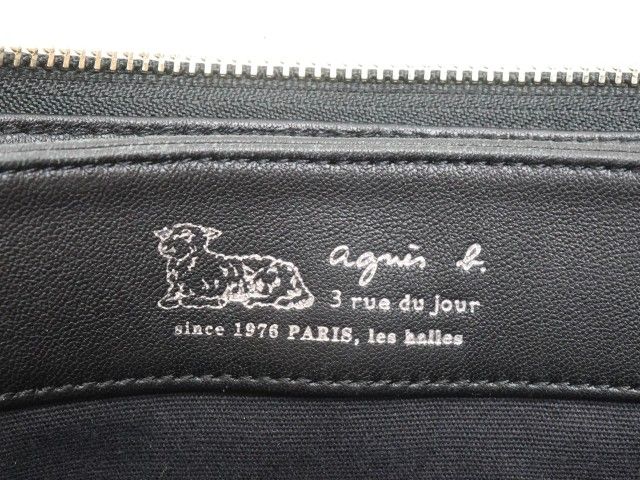 agnès b.
3 rue du jour
since 1976 PARIS, les halles